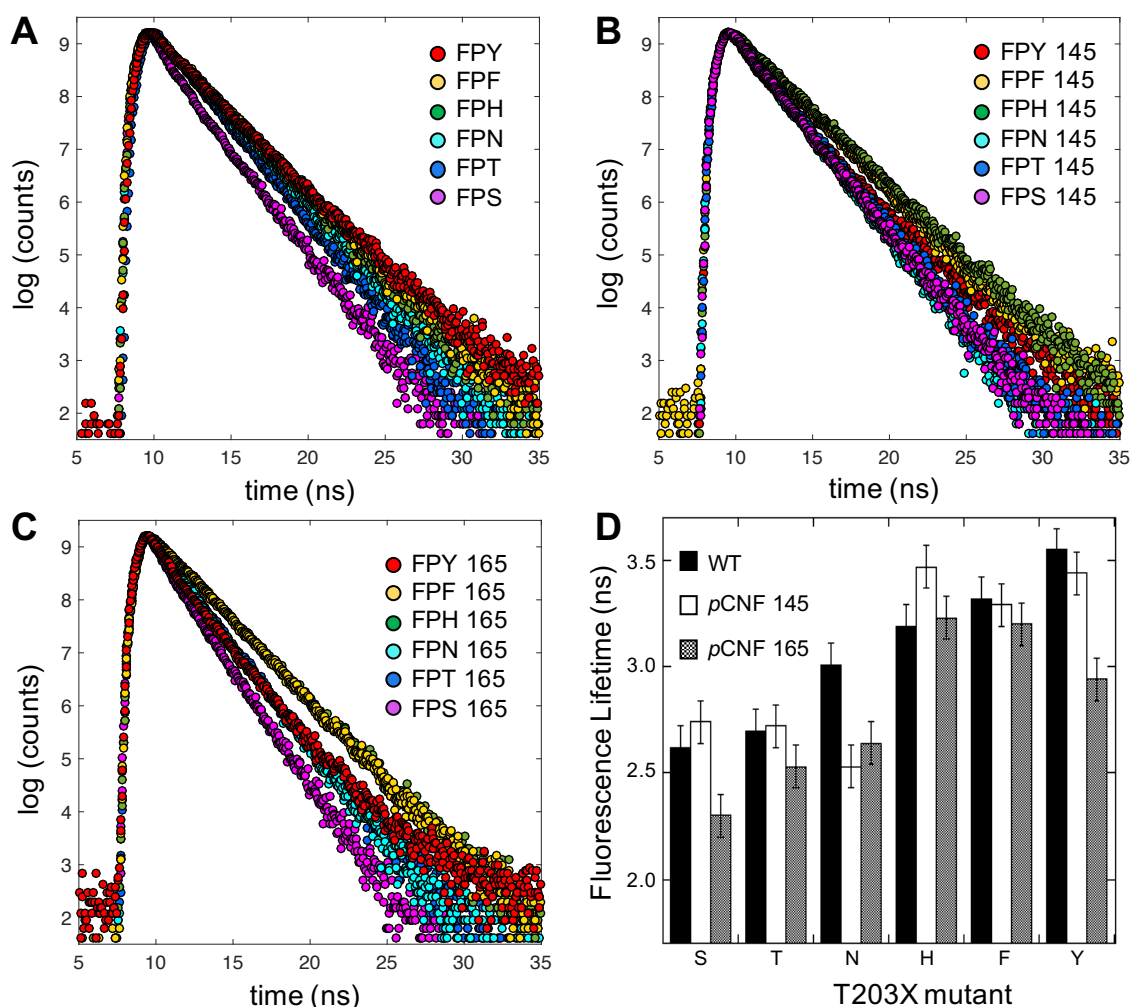 A
FPY
FPF
FPH
FPN
FPT
FPS
9
8
7
6
5
4
3
2
log (counts)
5 10 15 20 25 30 35
time (ns)
B
FPY 145
FPF 145
FPH 145
FPN 145
FPT 145
FPS 145
9
8
7
6
5
4
3
2
log (counts)
5 10 15 20 25 30 35
time (ns)
C
FPY 165
FPF 165
FPH 165
FPN 165
FPT 165
FPS 165
9
8
7
6
5
4
3
2
log (counts)
5 10 15 20 25 30 35
time (ns)
D
WT
pCNF 145
pCNF 165
3.5
3.0
2.5
2.0
Fluorescence Lifetime (ns)
S T N H F Y
T203X mutant